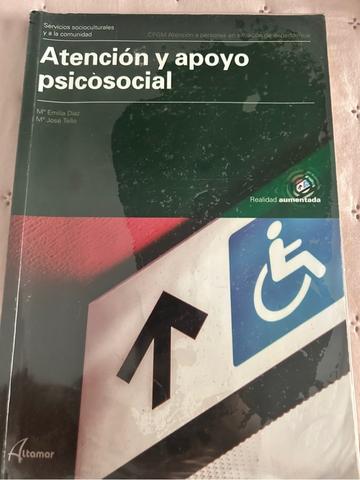 Servicios socioculturales
y a la comunidad
CFGM Atención a personas en situación de dependencia
Atención y apoyo
psicosocial
Mª Emilia Díaz
Mª José Tello
Realidad aumentada
Altamar